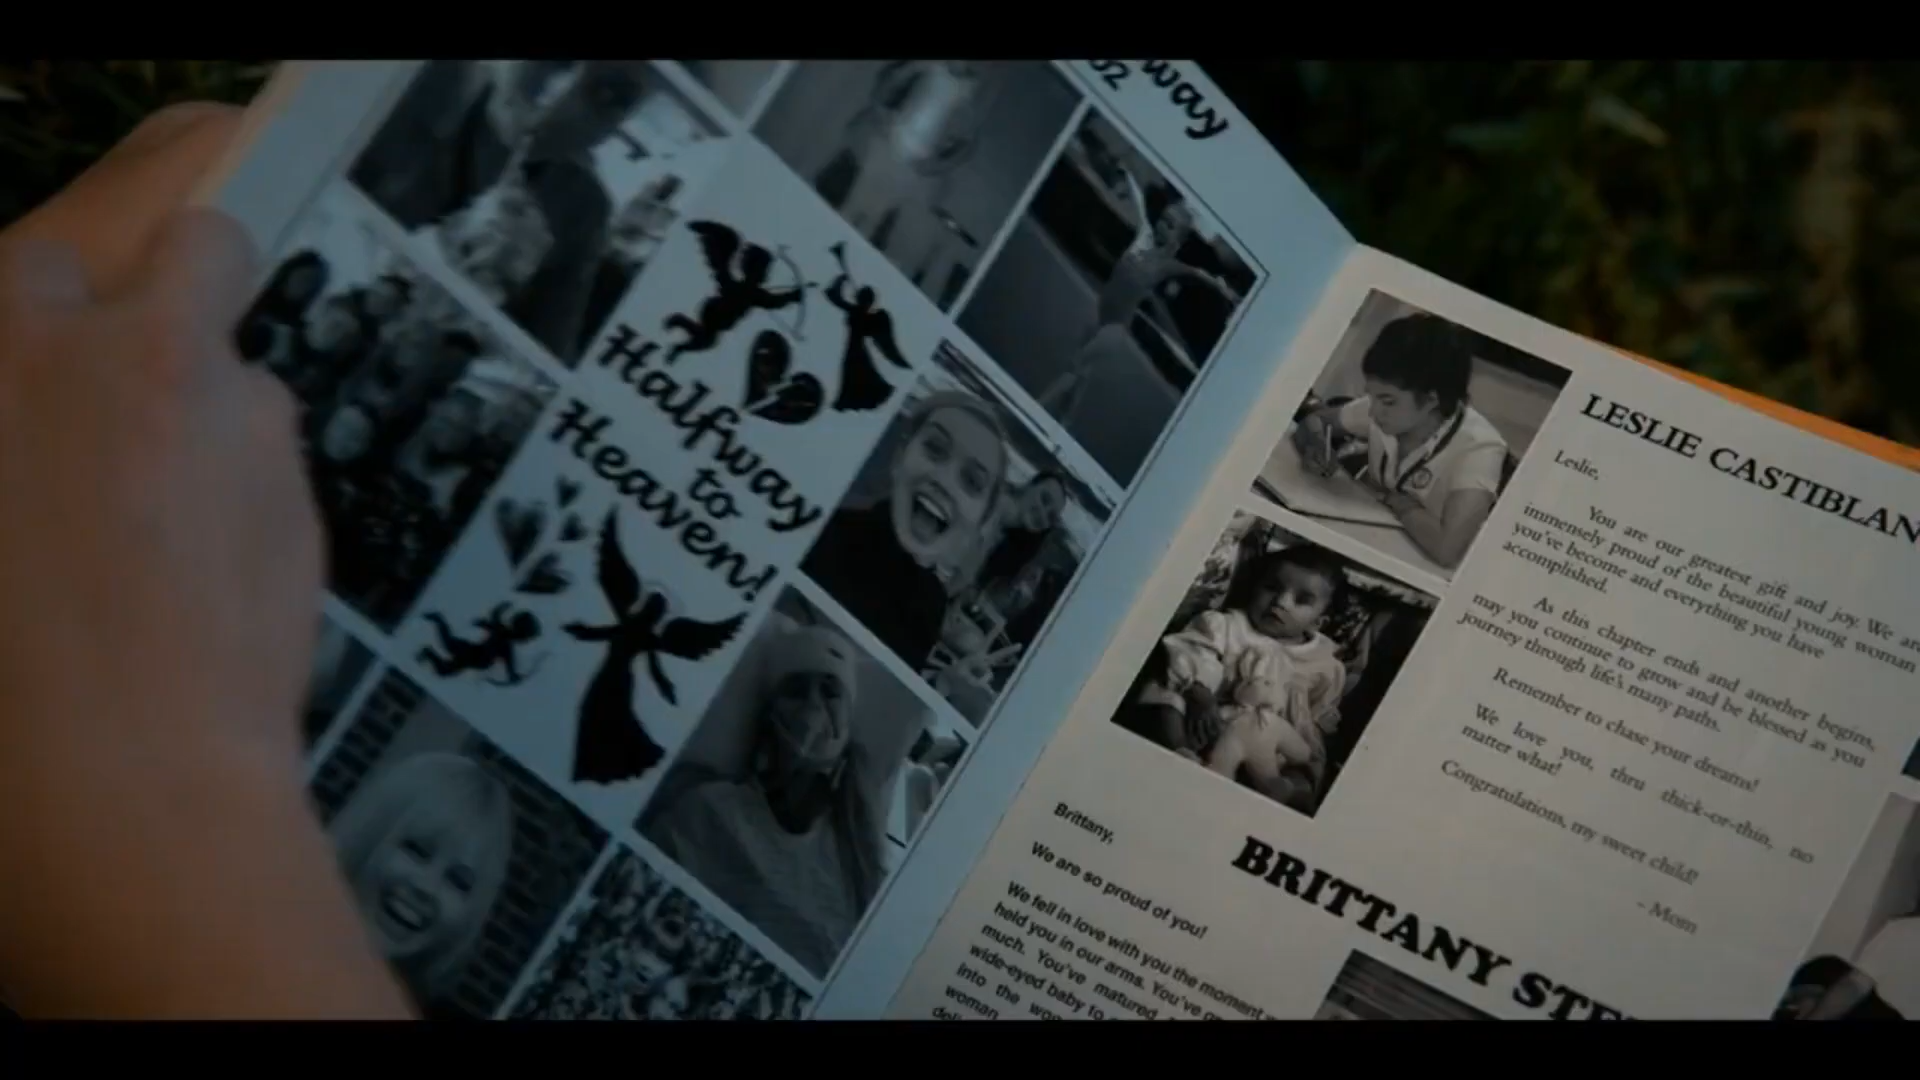 way
02
Halfway
to
Heaven!
LESLIE CASTIBLAN
Leslie,
You are our greatest gift and joy. We are
immensely proud of the beautiful young woman
you've become and everything you have
accomplished.
As this chapter ends and another begins,
may you continue to grow and be blessed as you
journey through life's many paths.
Remember to chase your dreams!
We love you, thru thick-or-thin, no
matter what!
Congratulations, my sweet child!
- Mom
BRITTANY STE
Brittany,
We are so proud of you!
We fell in love with you the moment
held you in our arms. You've
much. You've matured
wide-eyed baby to
into the
woman